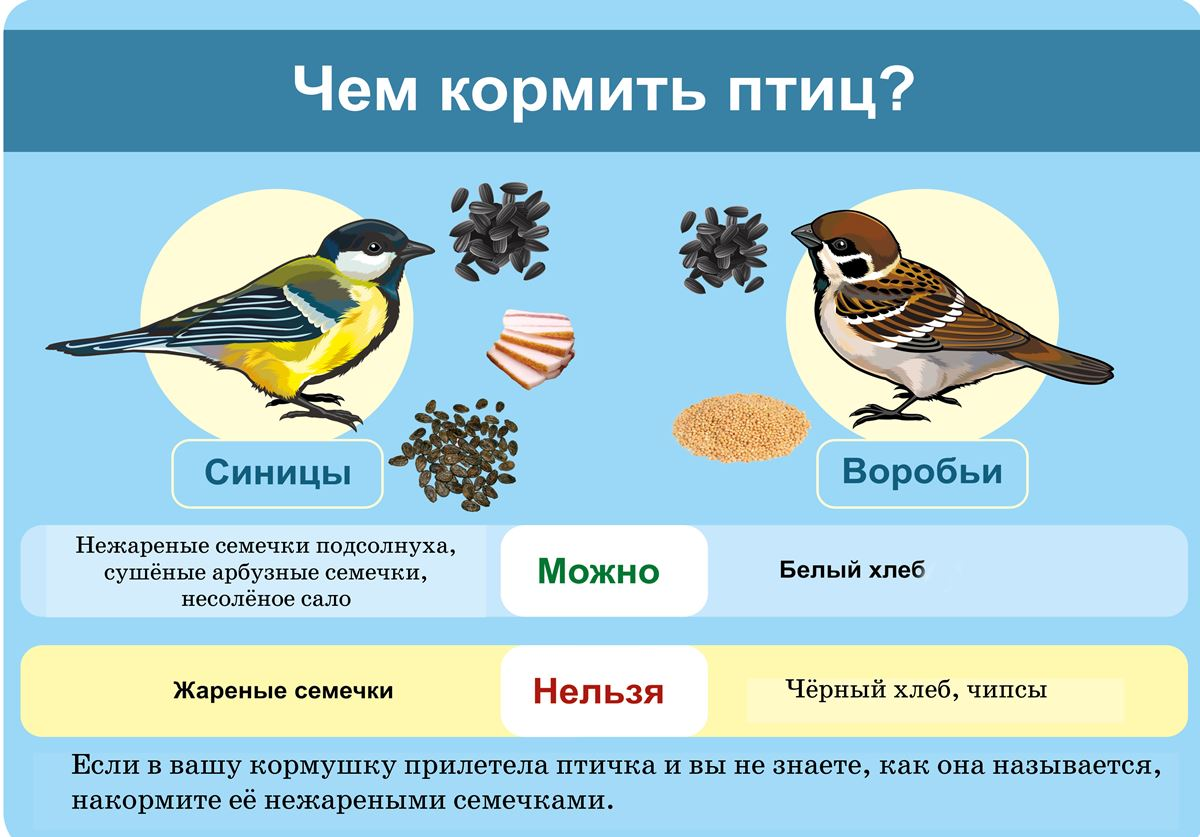 Чем кормить птиц?
Синицы
Воробьи
Нежареные семечки подсолнуха,
сушёные арбузные семечки,
несолёное сало
Можно
Белый хлеб
Жареные семечки
Нельзя
Чёрный хлеб, чипсы
Если в вашу кормушку прилетела птичка и вы не знаете, как она называется,
накормите её нежареными семечками.